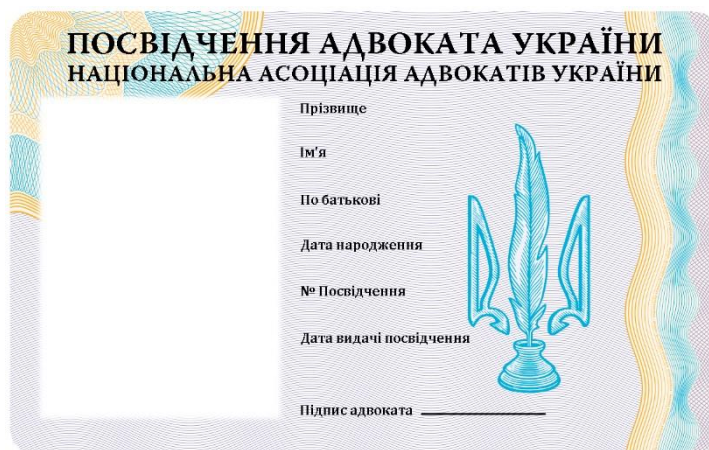 ПОСВІДЧЕННЯ АДВОКАТА УКРАЇНИ
НАЦІОНАЛЬНА АСОЦІАЦІЯ АДВОКАТІВ УКРАЇНИ
Прізвище
Ім'я
По батькові
Дата народження
№ Посвідчення
Дата видачі посвідчення
Підпис адвоката